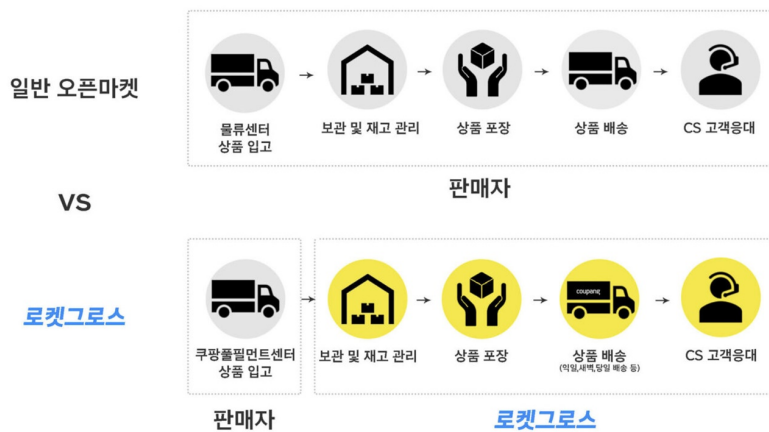 일반 오픈마켓
물류센터
상품 입고
보관 및 재고 관리
상품 포장
상품 배송
CS 고객응대
판매자
VS
로켓그로스
쿠팡풀필먼트센터
상품 입고
보관 및 재고 관리
상품 포장
coupang
상품 배송
(익일,새벽,당일 배송 등)
CS 고객응대
판매자
로켓그로스